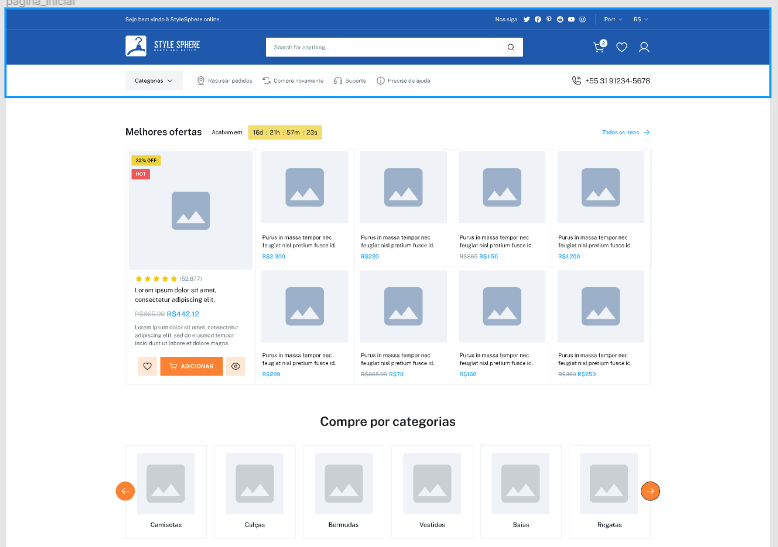 pagina_inicial
Seja bem vindo à StyleSphere online.
Nos siga:
Port
R$
STYLE SPHERE
Search for anything...
2
Categorias
Rastrear pedidos
Compre novamente
Suporte
Precisa de ajuda
+55 31 91234-5678
Melhores ofertas
Acabam em
16d : 21h : 57m : 23s
Todos os itens
32% OFF
HOT
(52,677)
Lorem ipsum dolor sit amet, consectetur adipiscing elit.
R$865.99 R$442.12
Lorem ipsum dolor sit amet, consectetur
adipiscing elit, sed do eiusmod tempor
incididunt ut labore et dolore magna.
ADICIONAR
Purus in massa tempor nec
feugiat nisl pretium fusce id.
R$2,300
Purus in massa tempor nec
feugiat nisl pretium fusce id.
R$220
Purus in massa tempor nec
feugiat nisl pretium fusce id.
R$865 R$150
Purus in massa tempor nec
feugiat nisl pretium fusce id.
R$1,200
Purus in massa tempor nec
feugiat nisl pretium fusce id.
R$299
Purus in massa tempor nec
feugiat nisl pretium fusce id.
R$865.99 R$70
Purus in massa tempor nec
feugiat nisl pretium fusce id.
R$160
Purus in massa tempor nec
feugiat nisl pretium fusce id.
R$360 R$250
Compre por categorias
Camisetas
Calças
Bermudas
Vestidos
Saias
Regatas